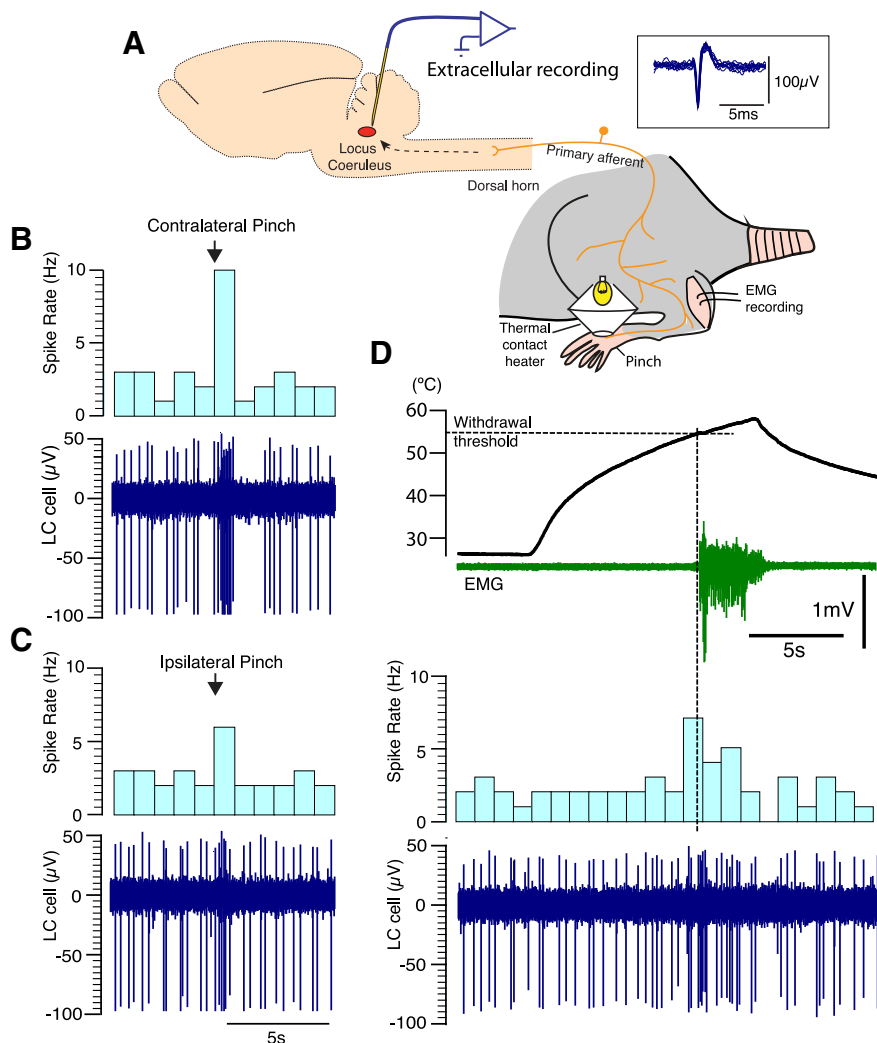 A
Extracellular recording
100µV
5ms
Locus
Coeruleus
Primary afferent
Dorsal horn
EMG
recording
Thermal
contact
heater
Pinch
B
Contralateral Pinch
Spike Rate (Hz)
10
5
0
LC cell (µV)
50
0
-50
-100
C
Ipsilateral Pinch
Spike Rate (Hz)
10
5
0
LC cell (µV)
50
0
-50
-100
5s
D
(ºC)
60
50
40
30
Withdrawal
threshold
EMG
1mV
5s
Spike Rate (Hz)
10
5
0
LC cell (µV)
50
0
-50
-100